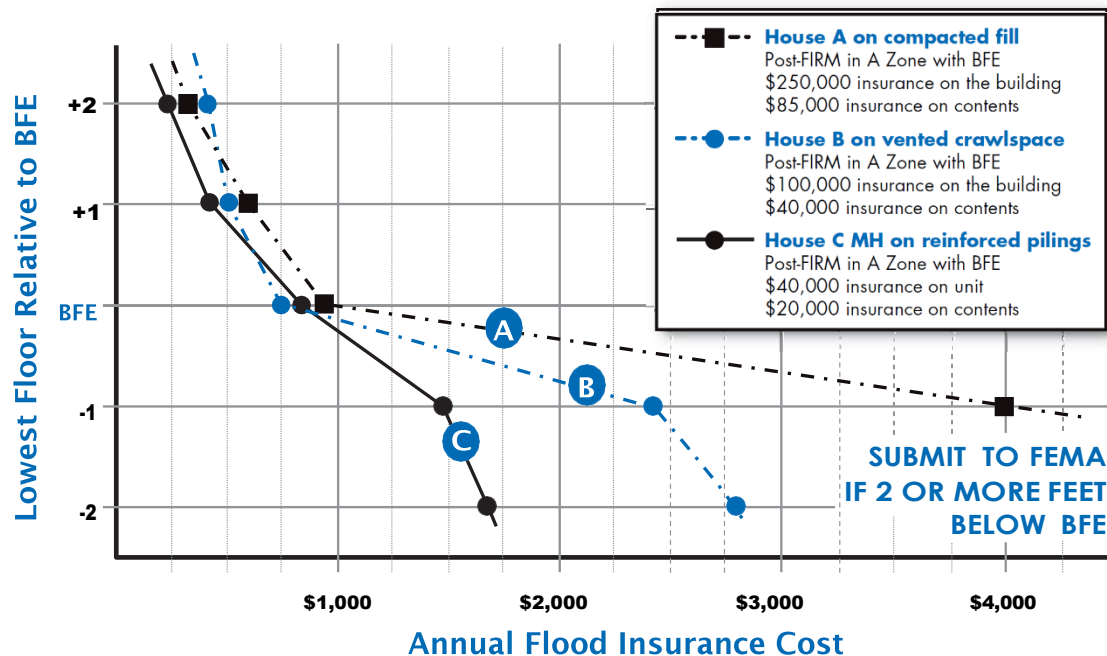 House A on compacted fill
Post-FIRM in A Zone with BFE
$250,000 insurance on the building
$85,000 insurance on contents
House B on vented crawlspace
Post-FIRM in A Zone with BFE
$100,000 insurance on the building
$40,000 insurance on contents
House C MH on reinforced pilings
Post-FIRM in A Zone with BFE
$40,000 insurance on unit
$20,000 insurance on contents
Lowest Floor Relative to BFE
+2
+1
BFE
-1
-2
A
B
C
SUBMIT TO FEMA
IF 2 OR MORE FEET
BELOW BFE
$1,000
$2,000
$3,000
$4,000
Annual Flood Insurance Cost